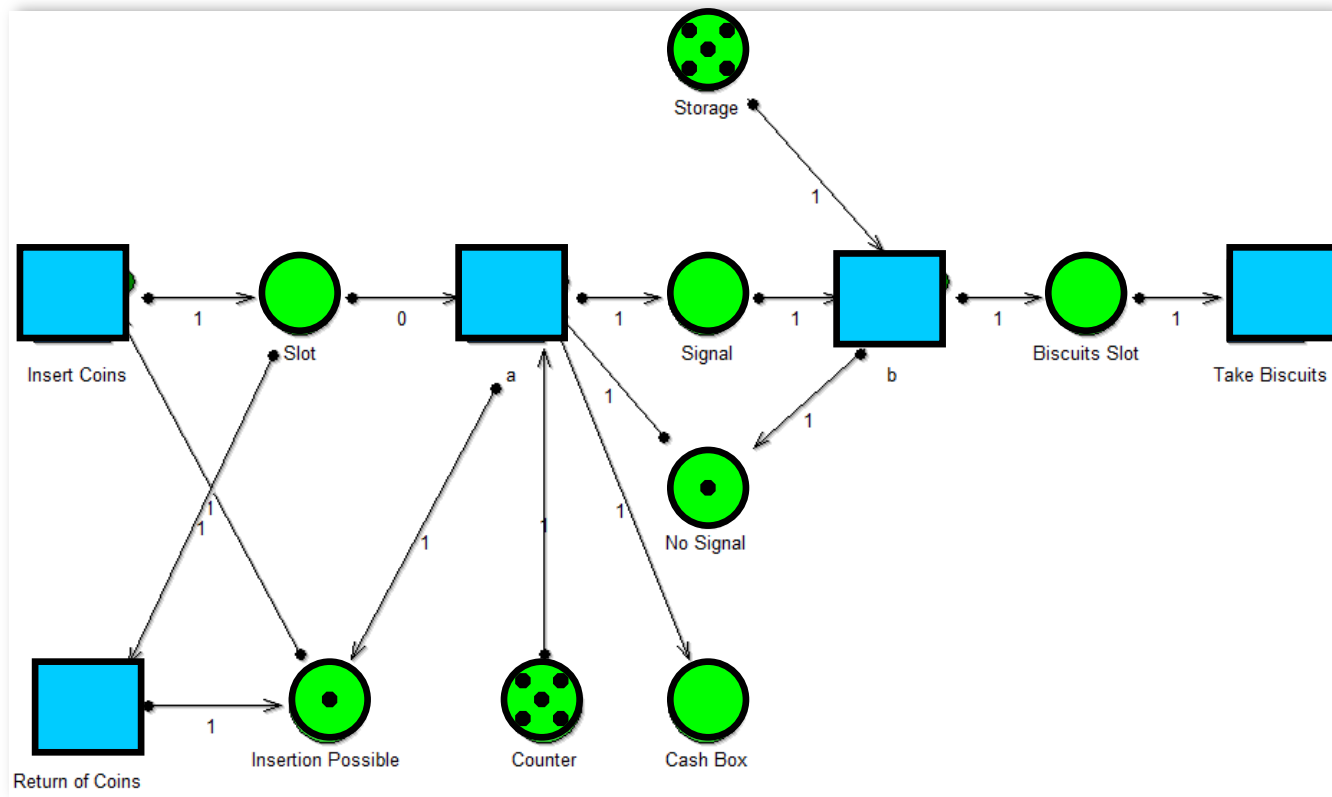 Storage
1
1
0
1
1
1
1
Insert Coins
Slot
Signal
Biscuits Slot
Take Biscuits
a
b
1
1
1
1
1
1
1
No Signal
1
Insertion Possible
Counter
Cash Box
Return of Coins